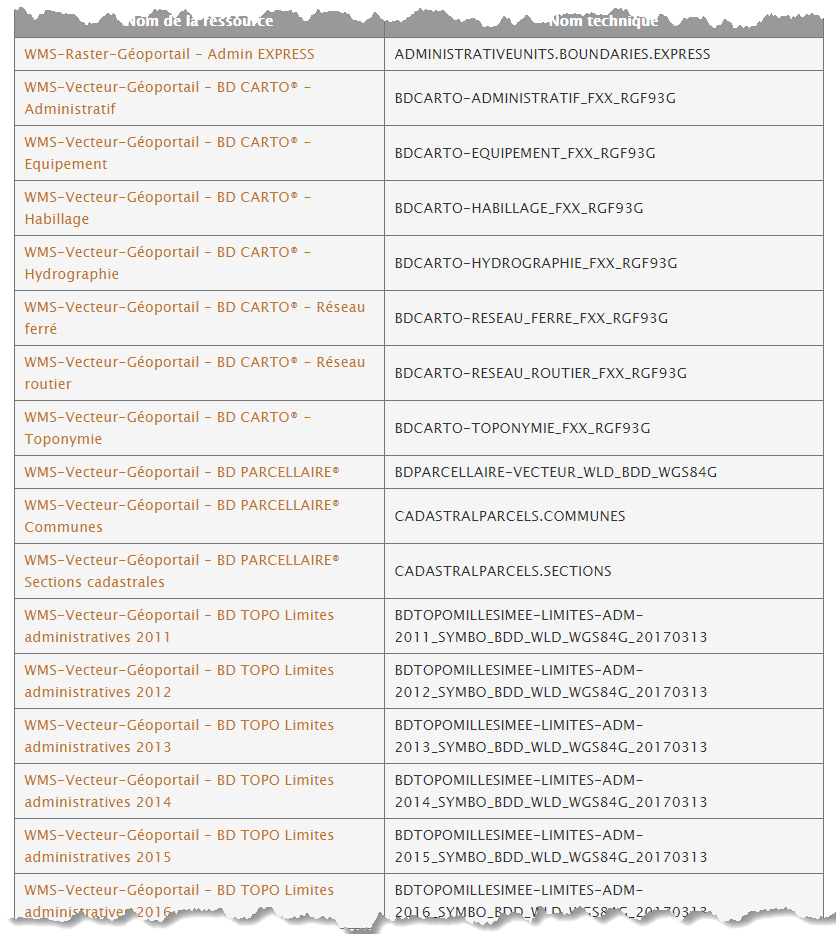 Nom de la ressource Nom technique
WMS-Raster-Géoportail - Admin EXPRESS ADMINISTRATIVEUNITS.BOUNDARIES.EXPRESS
WMS-Vecteur-Géoportail - BD CARTO® -
Administratif
BDCARTO-ADMINISTRATIF_FXX_RGF93G
WMS-Vecteur-Géoportail - BD CARTO® -
Equipement
BDCARTO-EQUIPEMENT_FXX_RGF93G
WMS-Vecteur-Géoportail - BD CARTO® -
Habillage
BDCARTO-HABILLAGE_FXX_RGF93G
WMS-Vecteur-Géoportail - BD CARTO® -
Hydrographie
BDCARTO-HYDROGRAPHIE_FXX_RGF93G
WMS-Vecteur-Géoportail - BD CARTO® - Réseau
ferré
BDCARTO-RESEAU_FERRE_FXX_RGF93G
WMS-Vecteur-Géoportail - BD CARTO® - Réseau
routier
BDCARTO-RESEAU_ROUTIER_FXX_RGF93G
WMS-Vecteur-Géoportail - BD CARTO® -
Toponymie
BDCARTO-TOPONYMIE_FXX_RGF93G
WMS-Vecteur-Géoportail - BD PARCELLAIRE® BDPARCELLAIRE-VECTEUR_WLD_BDD_WGS84G
WMS-Vecteur-Géoportail - BD PARCELLAIRE®
Communes
CADASTRALPARCELS.COMMUNES
WMS-Vecteur-Géoportail - BD PARCELLAIRE®
Sections cadastrales
CADASTRALPARCELS.SECTIONS
WMS-Vecteur-Géoportail - BD TOPO Limites
administratives 2011
BDTOPOMILLESIMEE-LIMITES-ADM-
2011_SYMBO_BDD_WLD_WGS84G_20170313
WMS-Vecteur-Géoportail - BD TOPO Limites
administratives 2012
BDTOPOMILLESIMEE-LIMITES-ADM-
2012_SYMBO_BDD_WLD_WGS84G_20170313
WMS-Vecteur-Géoportail - BD TOPO Limites
administratives 2013
BDTOPOMILLESIMEE-LIMITES-ADM-
2013_SYMBO_BDD_WLD_WGS84G_20170313
WMS-Vecteur-Géoportail - BD TOPO Limites
administratives 2014
BDTOPOMILLESIMEE-LIMITES-ADM-
2014_SYMBO_BDD_WLD_WGS84G_20170313
WMS-Vecteur-Géoportail - BD TOPO Limites
administratives 2015
BDTOPOMILLESIMEE-LIMITES-ADM-
2015_SYMBO_BDD_WLD_WGS84G_20170313
WMS-Vecteur-Géoportail - BD TOPO Limites
administratives 2016
BDTOPOMILLESIMEE-LIMITES-ADM-
2016_SYMBO_BDD_WLD_WGS84G_20170313